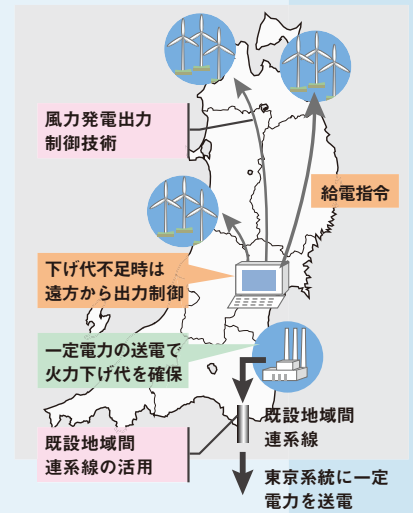 風力発電出力
制御技術
給電指令
下げ代不足時は
遠方から出力制御
一定電力の送電で
火力下げ代を確保
既設地域間
連系線
既設地域間
連系線の活用
東京系統に一定
電力を送電